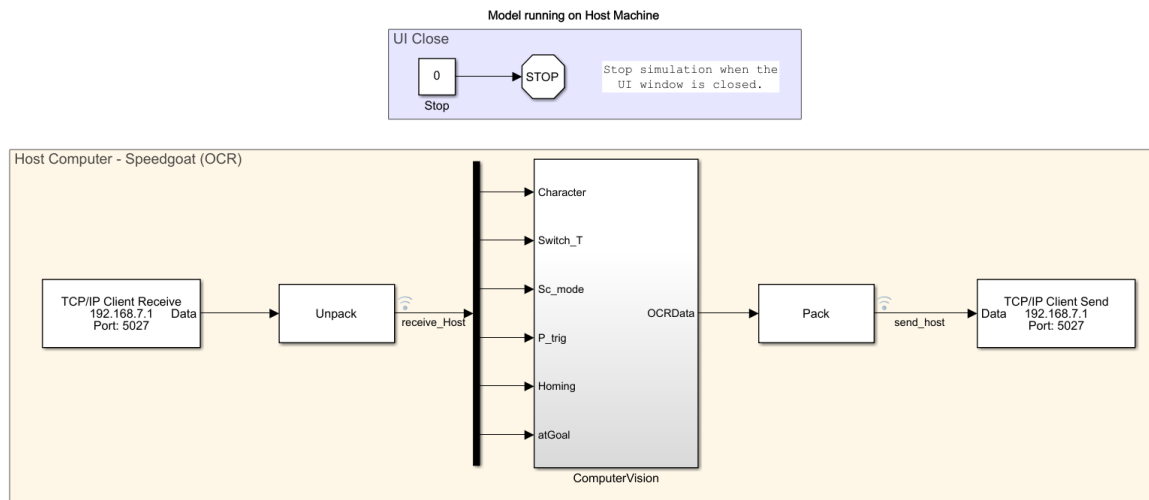 Model running on Host Machine
UI Close
0
STOP
Stop
Stop simulation when the
UI window is closed.
Host Computer - Speedgoat (OCR)
TCP/IP Client Receive
192.168.7.1
Port: 5027
Data
Unpack
receive_Host
Character
Switch_T
Sc_mode
P_trig
Homing
atGoal
OCRData
ComputerVision
Pack
send_host
Data
TCP/IP Client Send
192.168.7.1
Port: 5027